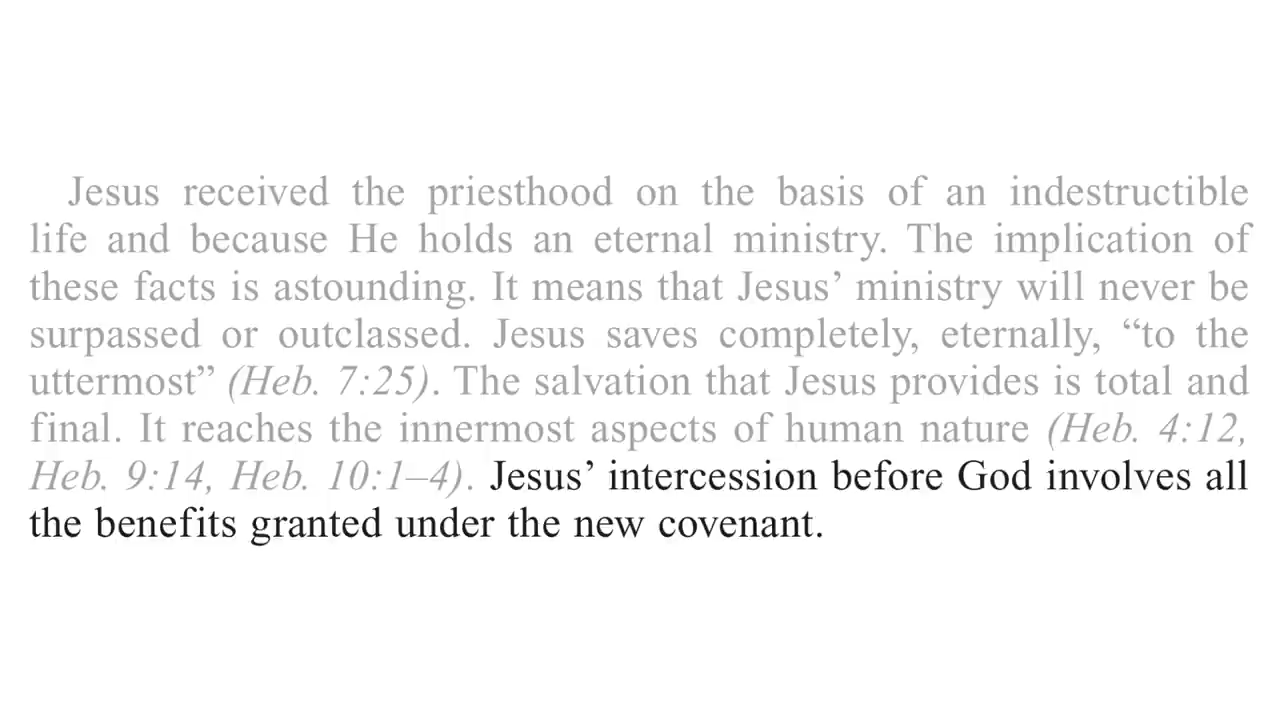 Jesus received the priesthood on the basis of an indestructible
life and because He holds an eternal ministry. The implication of
these facts is astounding. It means that Jesus’ ministry will never be
surpassed or outclassed. Jesus saves completely, eternally, “to the
uttermost” (Heb. 7:25). The salvation that Jesus provides is total and
final. It reaches the innermost aspects of human nature (Heb. 4:12,
Heb. 9:14, Heb. 10:1–4). Jesus’ intercession before God involves all
the benefits granted under the new covenant.